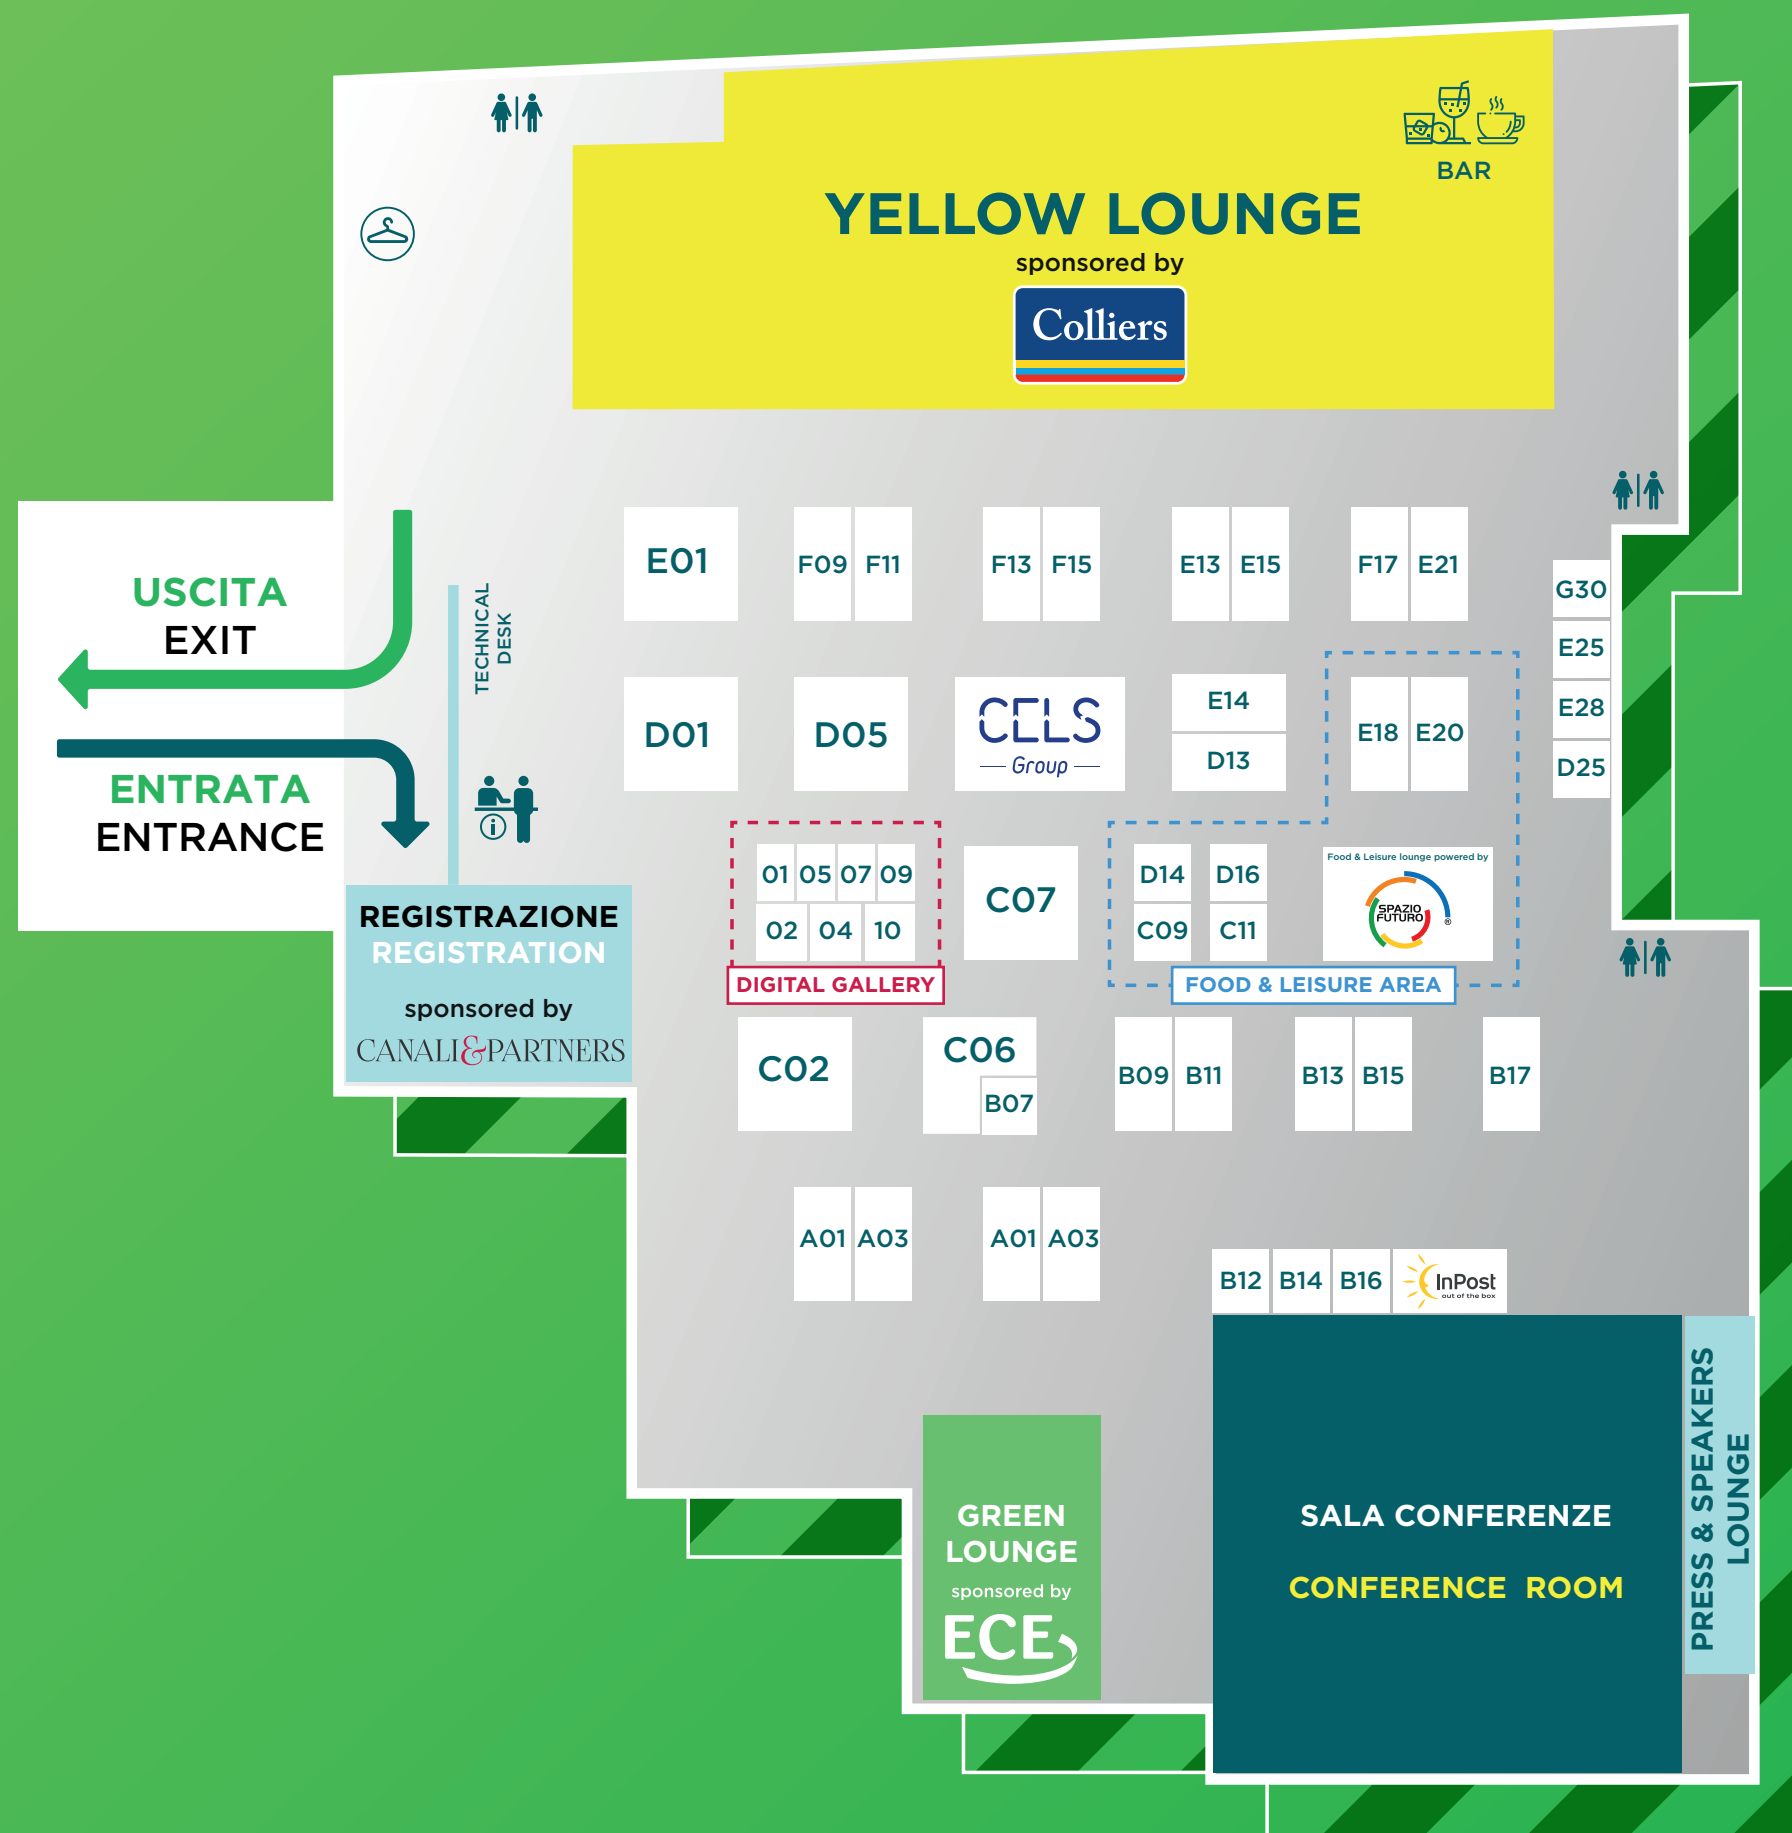 BAR
YELLOW LOUNGE
sponsored by
Colliers
USCITA
EXIT
ENTRATA
ENTRANCE
TECHNICAL
DESK
i
REGISTRAZIONE
REGISTRATION
sponsored by
CANALI&PARTNERS
E01
F09
F11
F13
F15
E13
E15
F17
E21
G30
E25
E28
D25
D01
D05
CELS
Group
E14
D13
E18
E20
01
05
07
09
02
04
10
DIGITAL GALLERY
C07
D14
D16
C09
C11
Food & Leisure lounge powered by
SPAZIO
FUTURO
®
FOOD & LEISURE AREA
C02
C06
B07
B09
B11
B13
B15
B17
A01
A03
A01
A03
B12
B14
B16
InPost
out of the box
GREEN
LOUNGE
sponsored by
ECE
SALA CONFERENZE
CONFERENCE ROOM
PRESS & SPEAKERS
LOUNGE